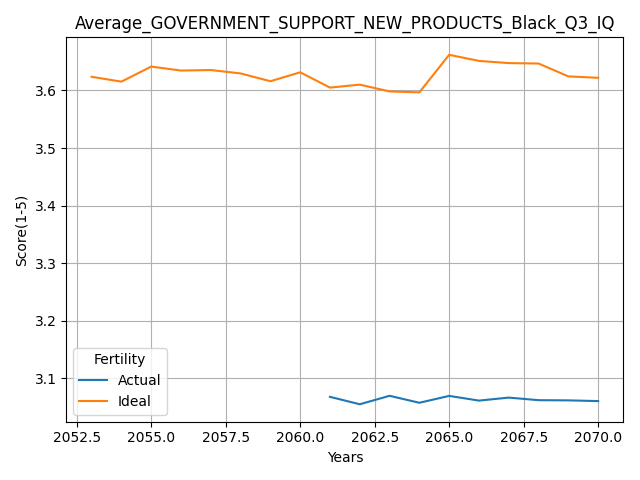 Average_GOVERNMENT_SUPPORT_NEW_PRODUCTS_Black_Q3_IQ
Score(1-5)
3.6
3.5
3.4
3.3
3.2
3.1
Fertility
Actual
Ideal
2052.5 2055.0 2057.5 2060.0 2062.5 2065.0 2067.5 2070.0
Years